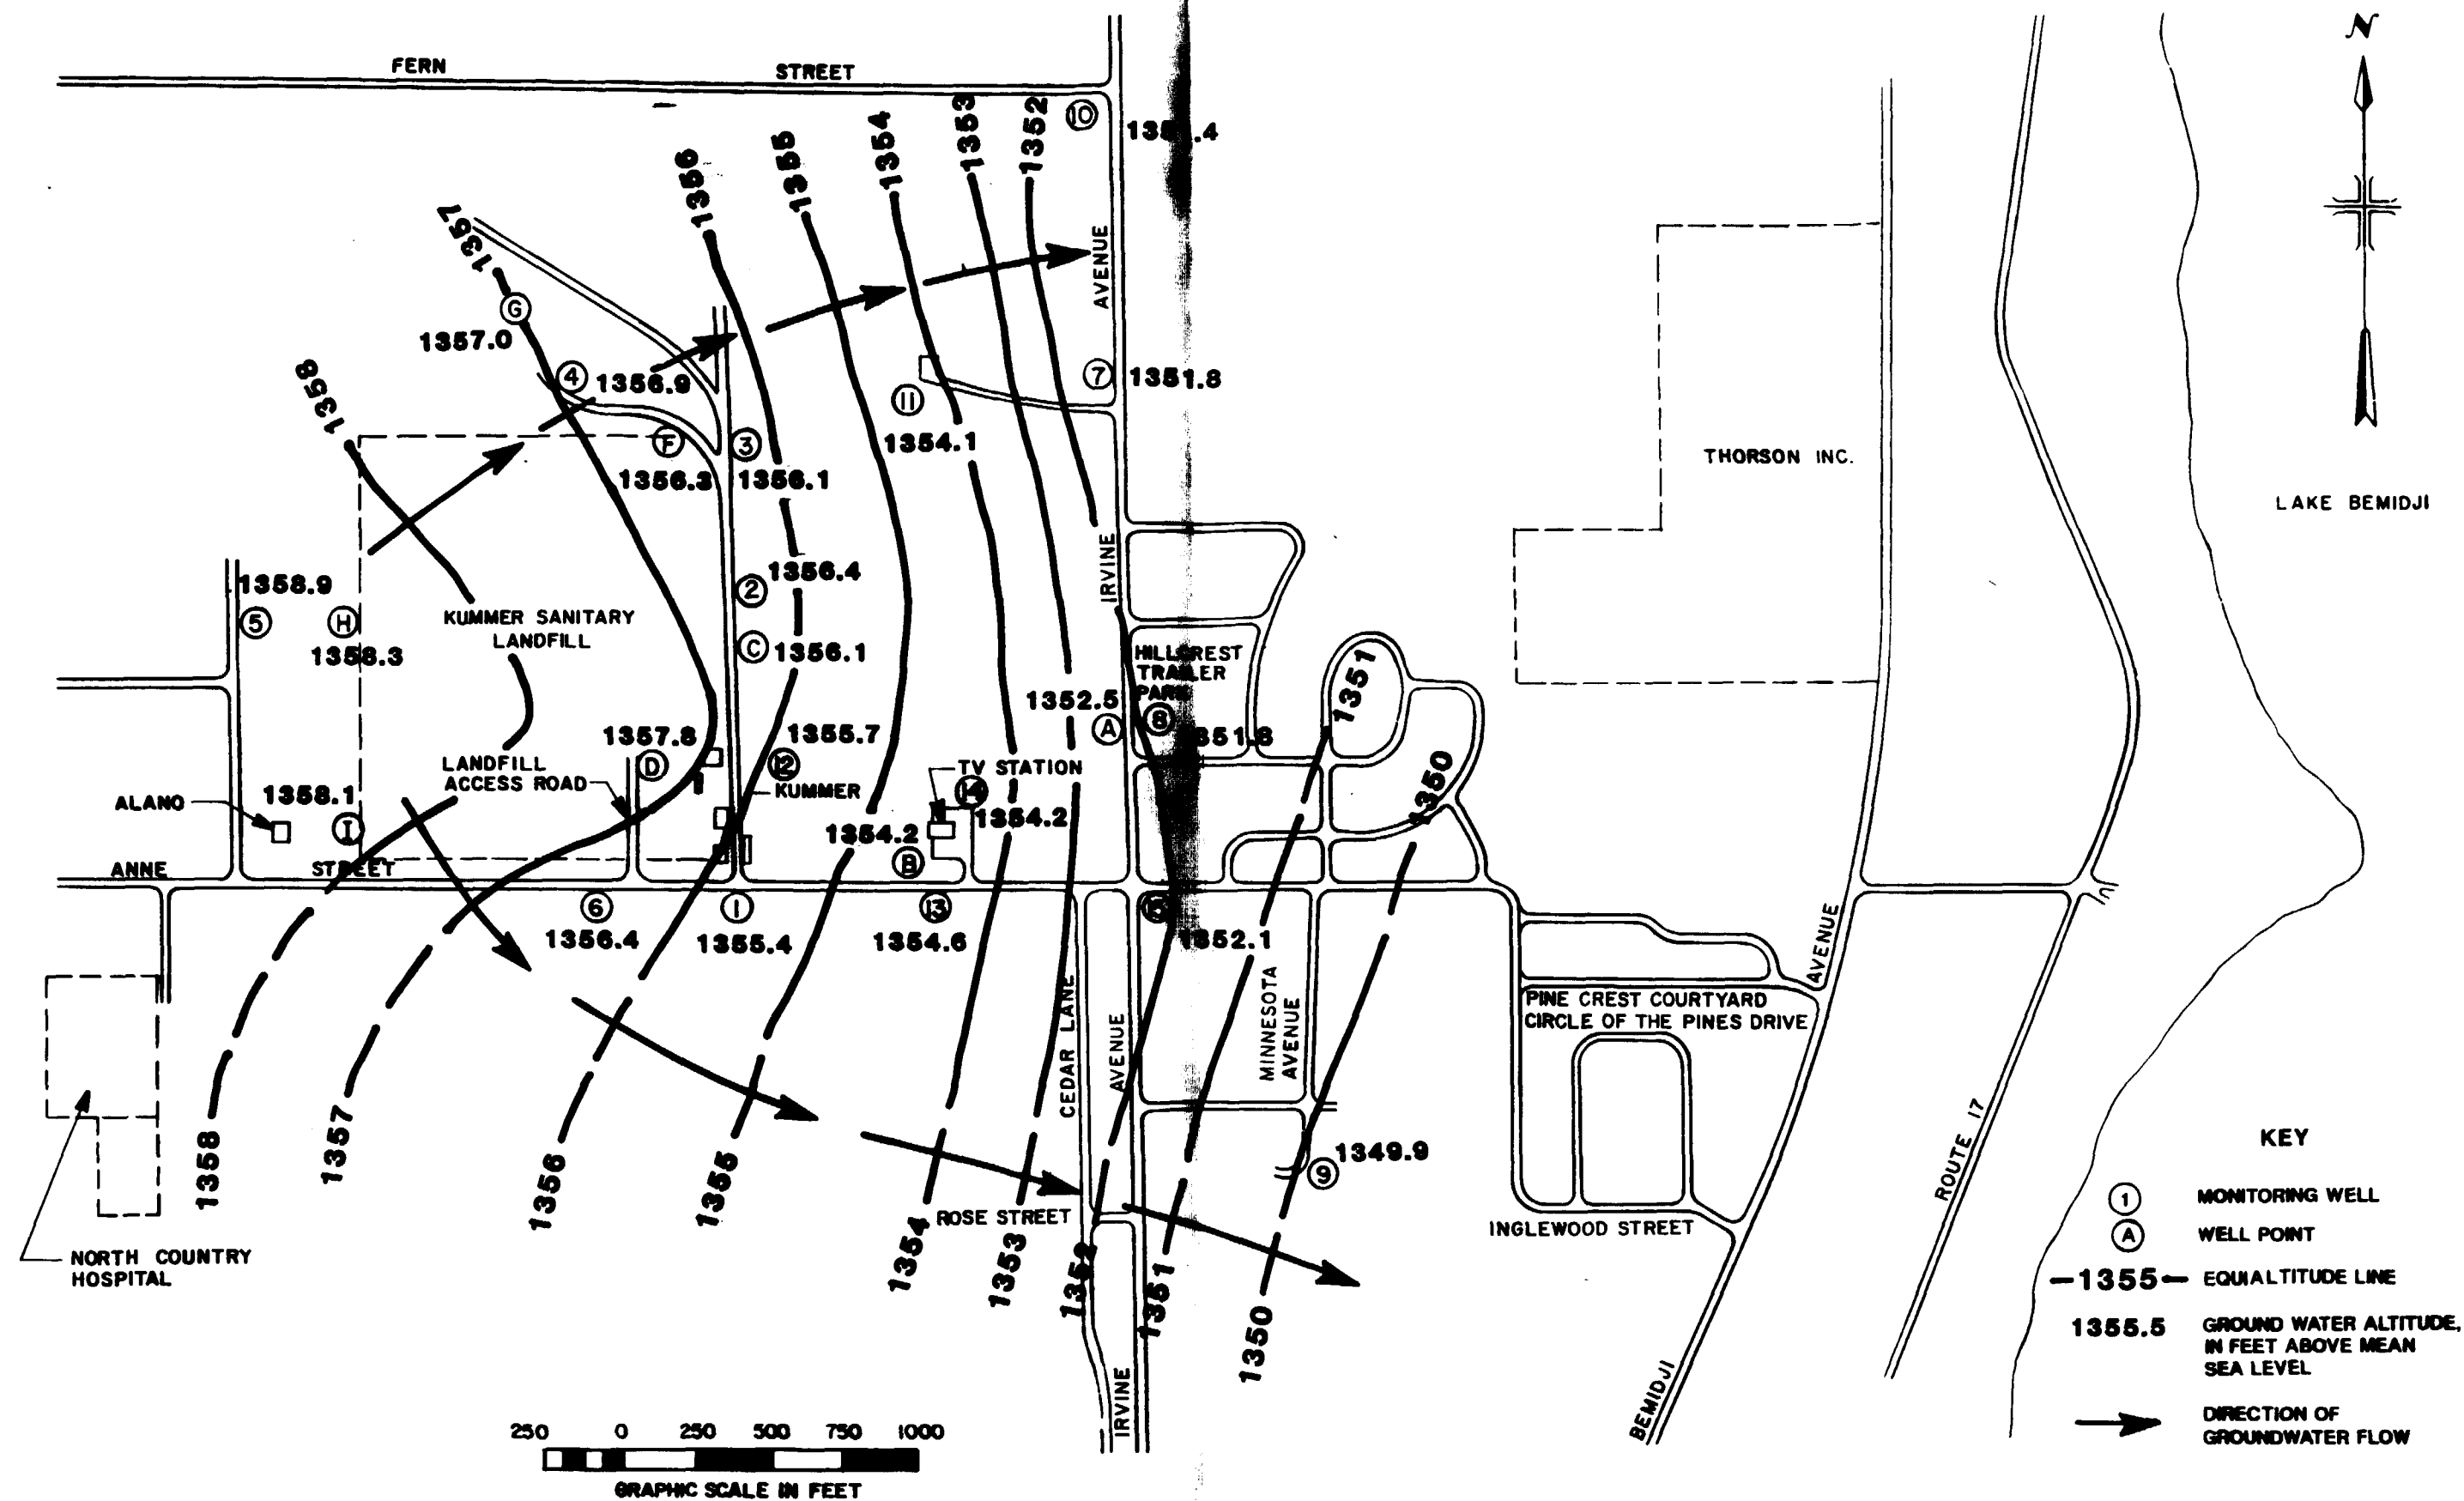 FERN STREET
N
10
135 .4
1356
1355
1354
1353
1352
1357
G
1357.0
AVENUE
4
1356.9
7
1351.8
1358
11
1354.1
F
1356.3
3
1356.1
THORSON INC.
LAKE BEMIDJI
IRVINE
1358.9
5
H
1358.3
KUMMER SANITARY
LANDFILL
2
1356.4
C
1356.1
HILLCREST
TRAILER
PARK
1351
1352.5
A
8
1351.8
1357.8
D
1355.7
12
LANDFILL
ACCESS ROAD
KUMMER
TV STATION
14
1354.2
1350
ALANO
1358.1
I
1354.2
B
ANNE STREET
6
1356.4
1
1355.4
13
1354.6
15
1352.1
AVENUE
CEDAR LANE
AVENUE
MINNESOTA
AVENUE
PINE CREST COURTYARD
CIRCLE OF THE PINES DRIVE
1358
1357
1356
1355
1354
1353
1352
1351
1350
ROSE STREET
9
1349.9
INGLEWOOD STREET
ROUTE 17
NORTH COUNTRY
HOSPITAL
IRVINE
BEMIDJI
KEY
1 MONITORING WELL
A WELL POINT
-1355- EQUIALTITUDE LINE
1355.5 GROUND WATER ALTITUDE,
IN FEET ABOVE MEAN
SEA LEVEL
DIRECTION OF
GROUNDWATER FLOW
250 0 250 500 750 1000
GRAPHIC SCALE IN FEET